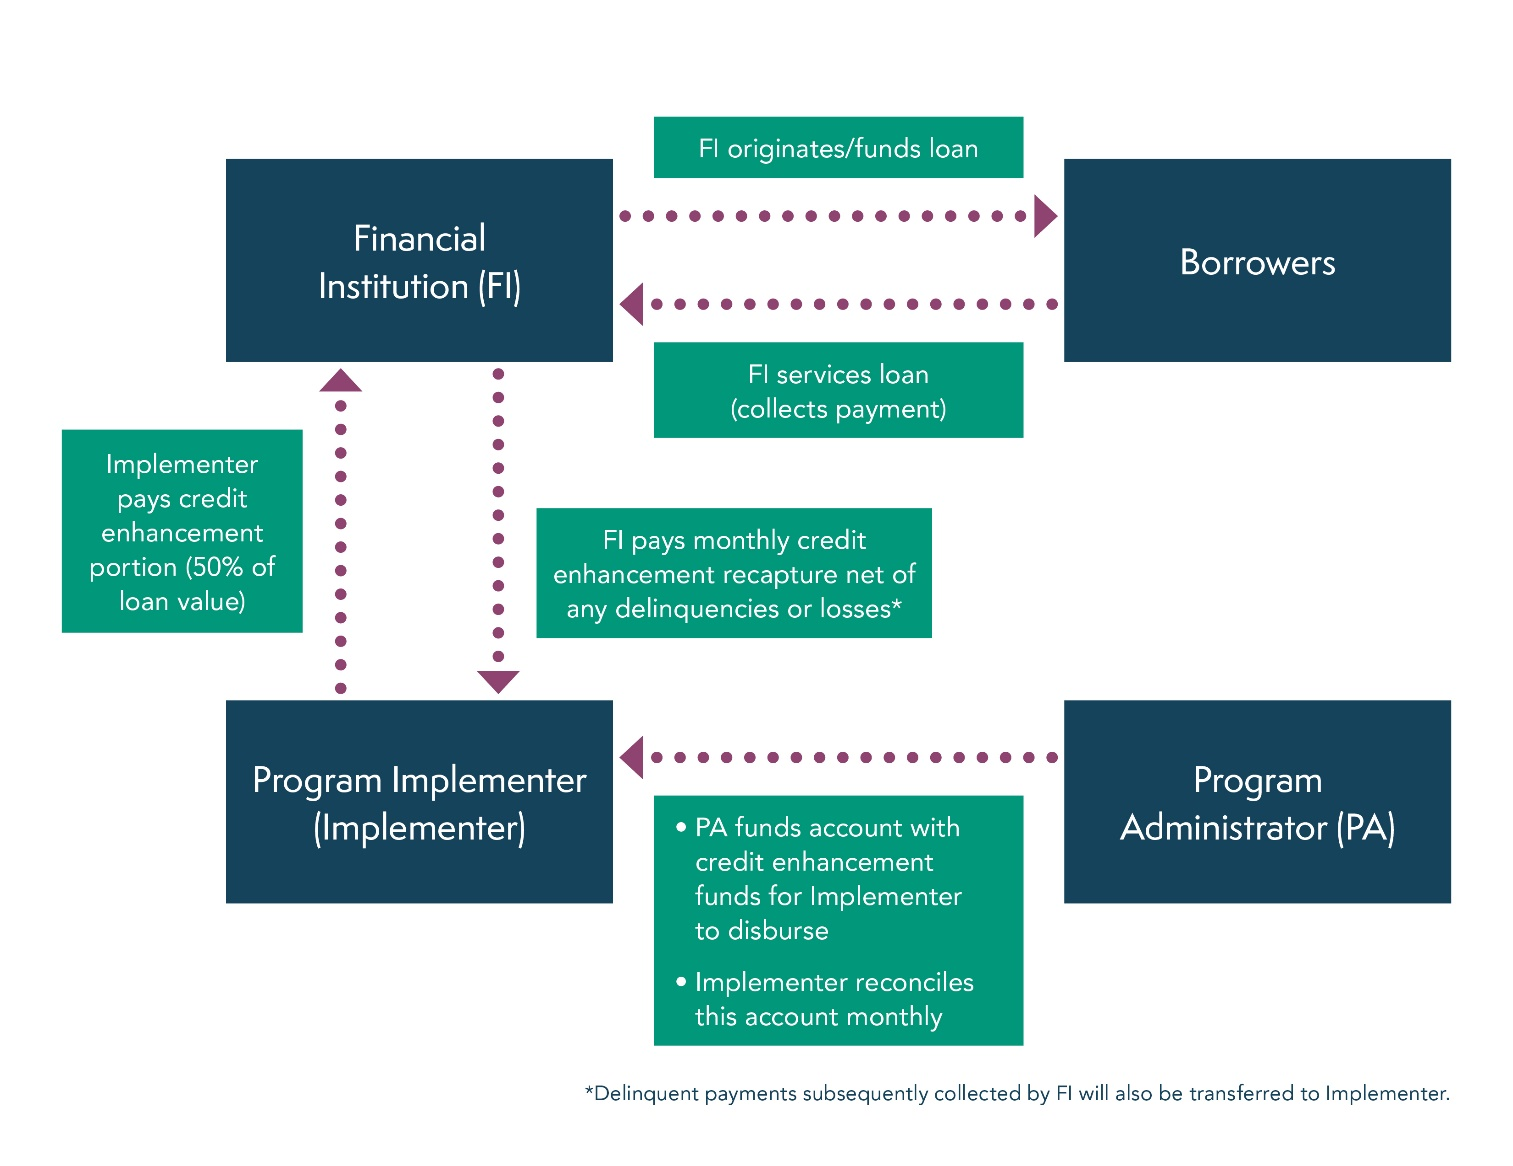 FI originates/funds loan
Financial
Institution (FI)
Borrowers
FI services loan
(collects payment)
Implementer
pays credit
enhancement
portion (50% of
loan value)
FI pays monthly credit
enhancement recapture net of
any delinquencies or losses*
Program Implementer
(Implementer)
Program
Administrator (PA)
• PA funds account with
credit enhancement
funds for Implementer
to disburse
• Implementer reconciles
this account monthly
*Delinquent payments subsequently collected by FI will also be transferred to Implementer.